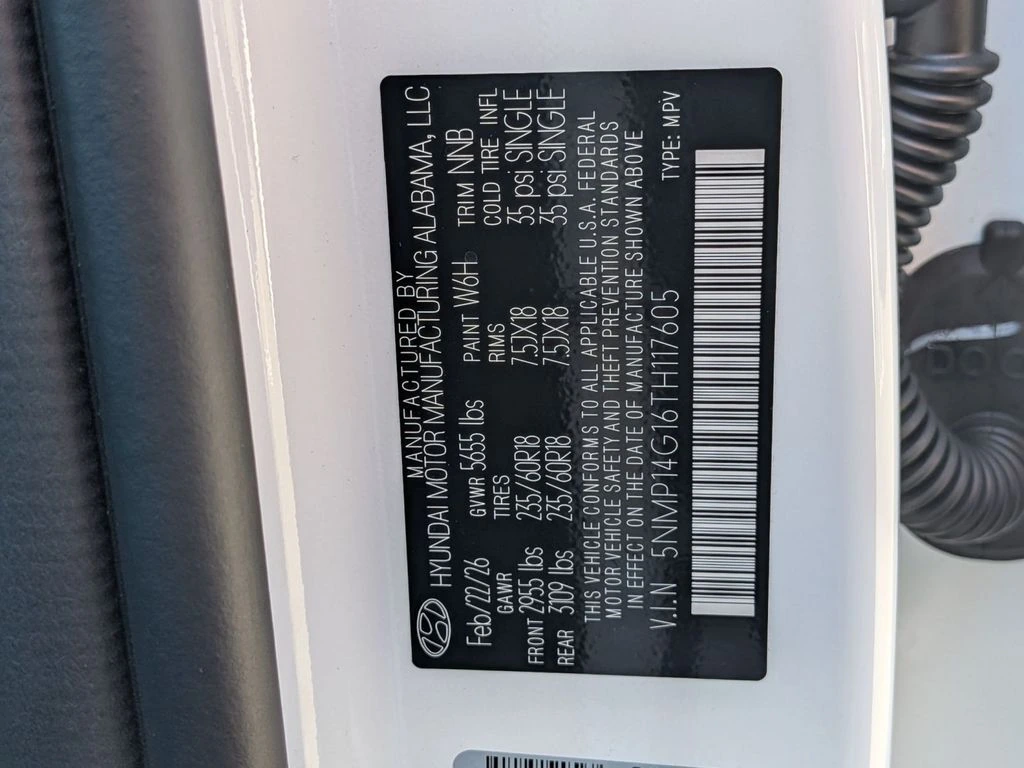 MANUFACTURED BY
HYUNDAI MOTOR MANUFACTURING ALABAMA, LLC
Feb/22/26 GVWR 5655 lbs PAINT W6H TRIM NNB
GAWR TIRES RIMS COLD TIRE INFL
FRONT 2955 lbs 235/60R18 7.5JX18 35 psi SINGLE
REAR 3109 lbs 235/60R18 7.5JX18 35 psi SINGLE
THIS VEHICLE CONFORMS TO ALL APPLICABLE U.S.A. FEDERAL
MOTOR VEHICLE SAFETY AND THEFT PREVENTION STANDARDS
IN EFFECT ON THE DATE OF MANUFACTURE SHOWN ABOVE
V.I.N 5NMP14G16TH117605 TYPE: MPV